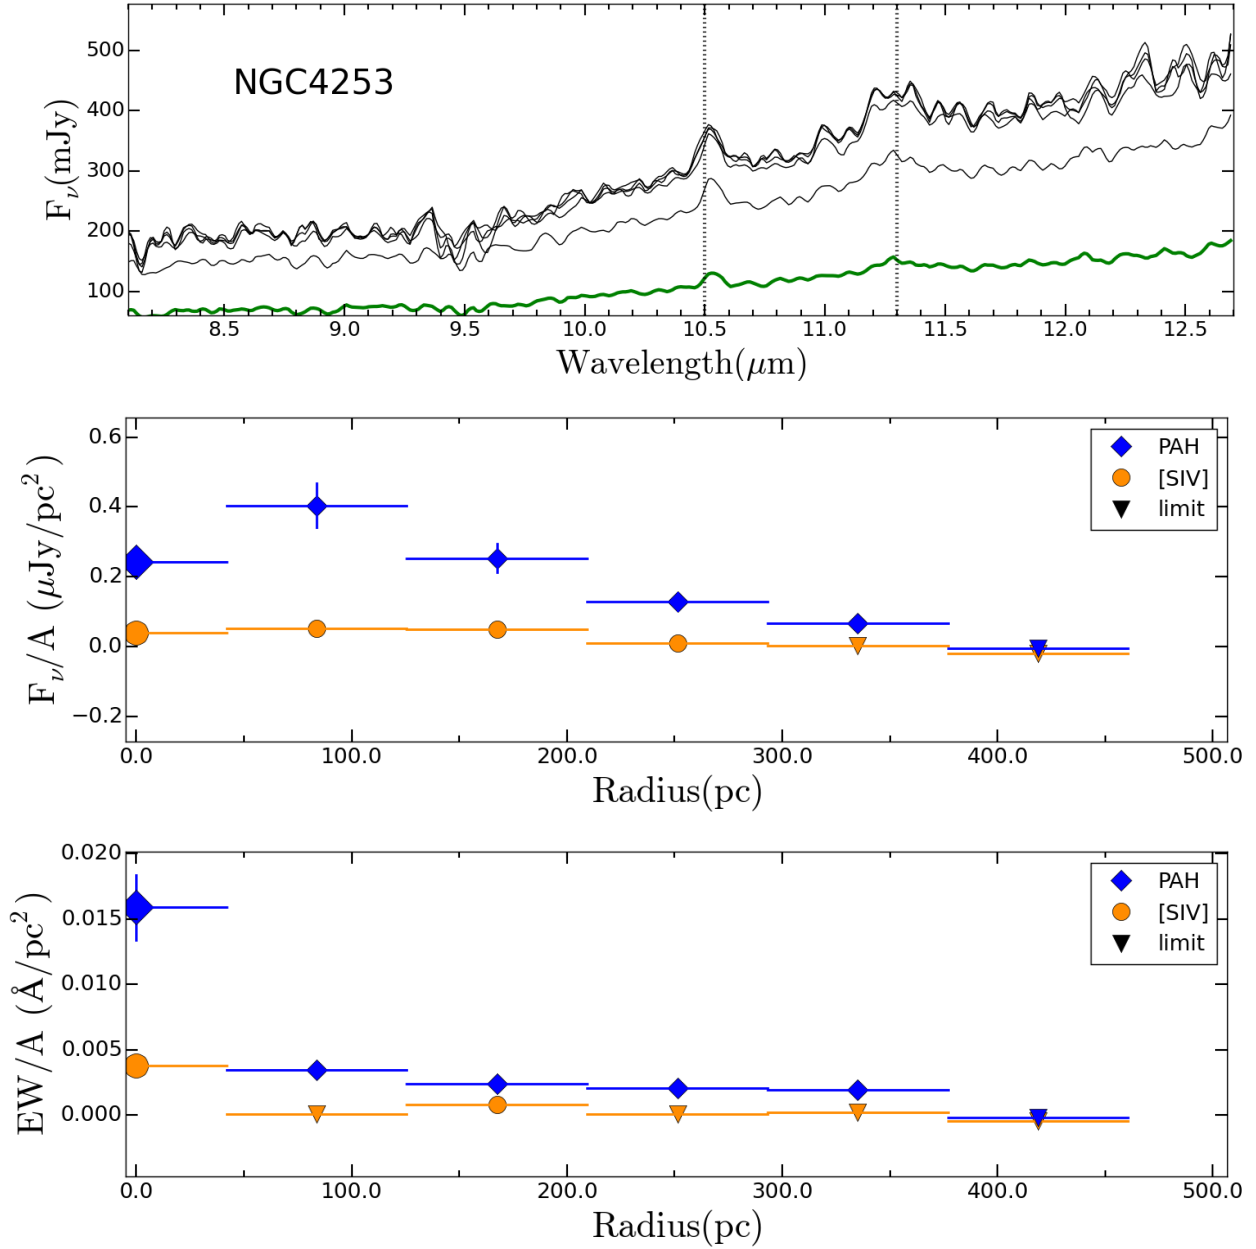 NGC4253
F_ν(mJy)
500
400
300
200
100
8.5 9.0 9.5 10.0 10.5 11.0 11.5 12.0 12.5
Wavelength(μm)
F_ν/A (μJy/pc²)
0.6
0.4
0.2
0.0
−0.2
PAH
[SIV]
limit
0.0 100.0 200.0 300.0 400.0 500.0
Radius(pc)
EW/A (Å/pc²)
0.020
0.015
0.010
0.005
0.000
PAH
[SIV]
limit
0.0 100.0 200.0 300.0 400.0 500.0
Radius(pc)